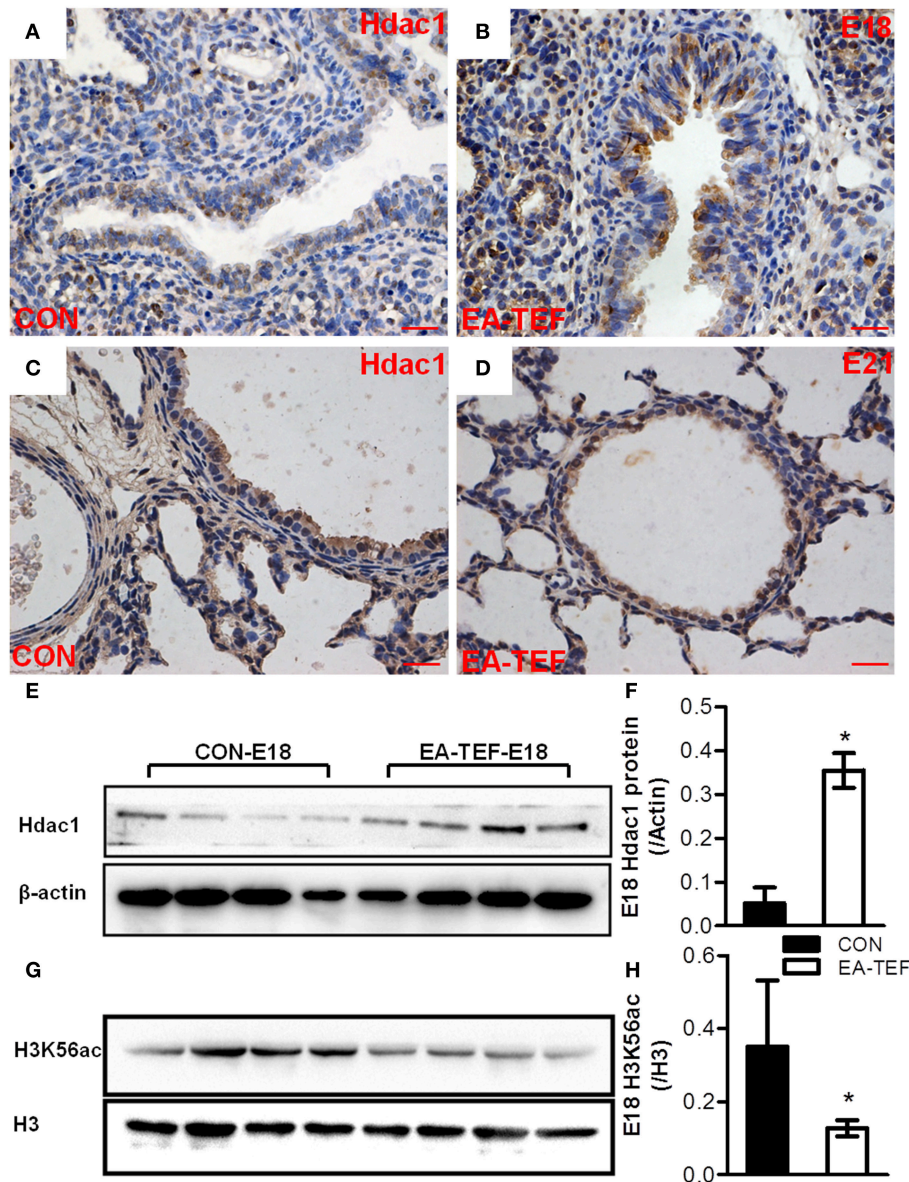 A
Hdac1
CON
B
E18
EA-TEF
C
Hdac1
CON
D
E21
EA-TEF
E
CON-E18
EA-TEF-E18
Hdac1
β-actin
F
E18 Hdac1 protein
(/Actin)
0.5
0.4
0.3
0.2
0.1
0.0
*
CON
EA-TEF
G
H3K56ac
H3
H
E18 H3K56ac
(/H3)
0.6
0.4
0.2
0.0
*